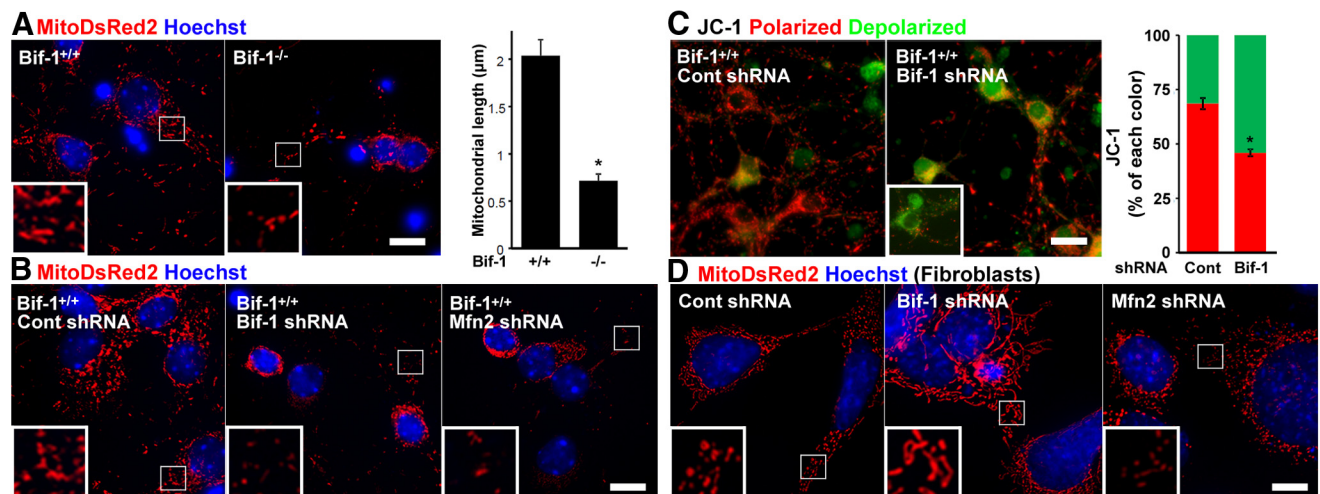 A MitoDsRed2 Hoechst
Bif-1+/+
Bif-1-/-
Mitochondrial length (µm)
2
1.5
1
0.5
0
*
Bif-1 +/+ -/-
B MitoDsRed2 Hoechst
Bif-1+/+
Cont shRNA
Bif-1+/+
Bif-1 shRNA
Bif-1+/+
Mfn2 shRNA
C JC-1 Polarized Depolarized
Bif-1+/+
Cont shRNA
Bif-1+/+
Bif-1 shRNA
JC-1
(% of each color)
100
75
50
25
0
*
shRNA Cont Bif-1
D MitoDsRed2 Hoechst (Fibroblasts)
Cont shRNA
Bif-1 shRNA
Mfn2 shRNA